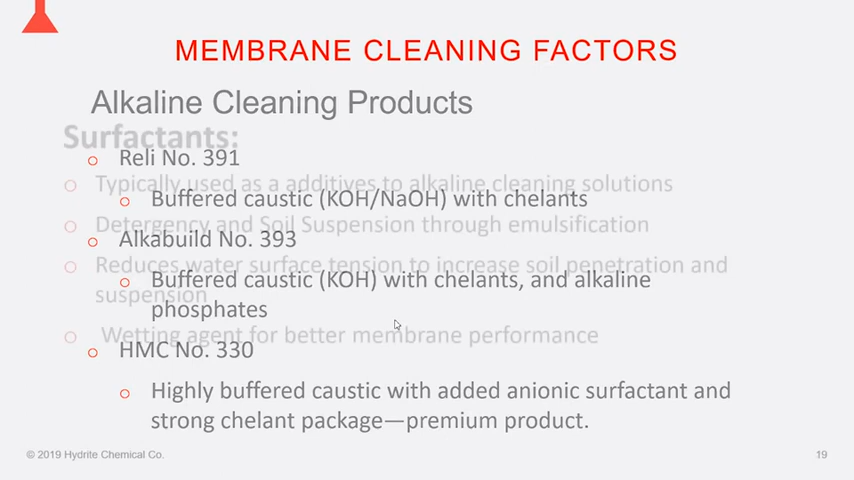 MEMBRANE CLEANING FACTORS
Alkaline Cleaning Products
Surfactants:
Reli No. 391
Typically used as a additives to alkaline cleaning solutions
Buffered caustic (KOH/NaOH) with chelants
Detergency and Soil Suspension through emulsification
Alkabuild No. 393
Reduces water surface tension to increase soil penetration and
Buffered caustic (KOH) with chelants, and alkaline
suspension
phosphates
Wetting agent for better membrane performance
HMC No. 330
Highly buffered caustic with added anionic surfactant and
strong chelant package—premium product.
© 2019 Hydrite Chemical Co.
19